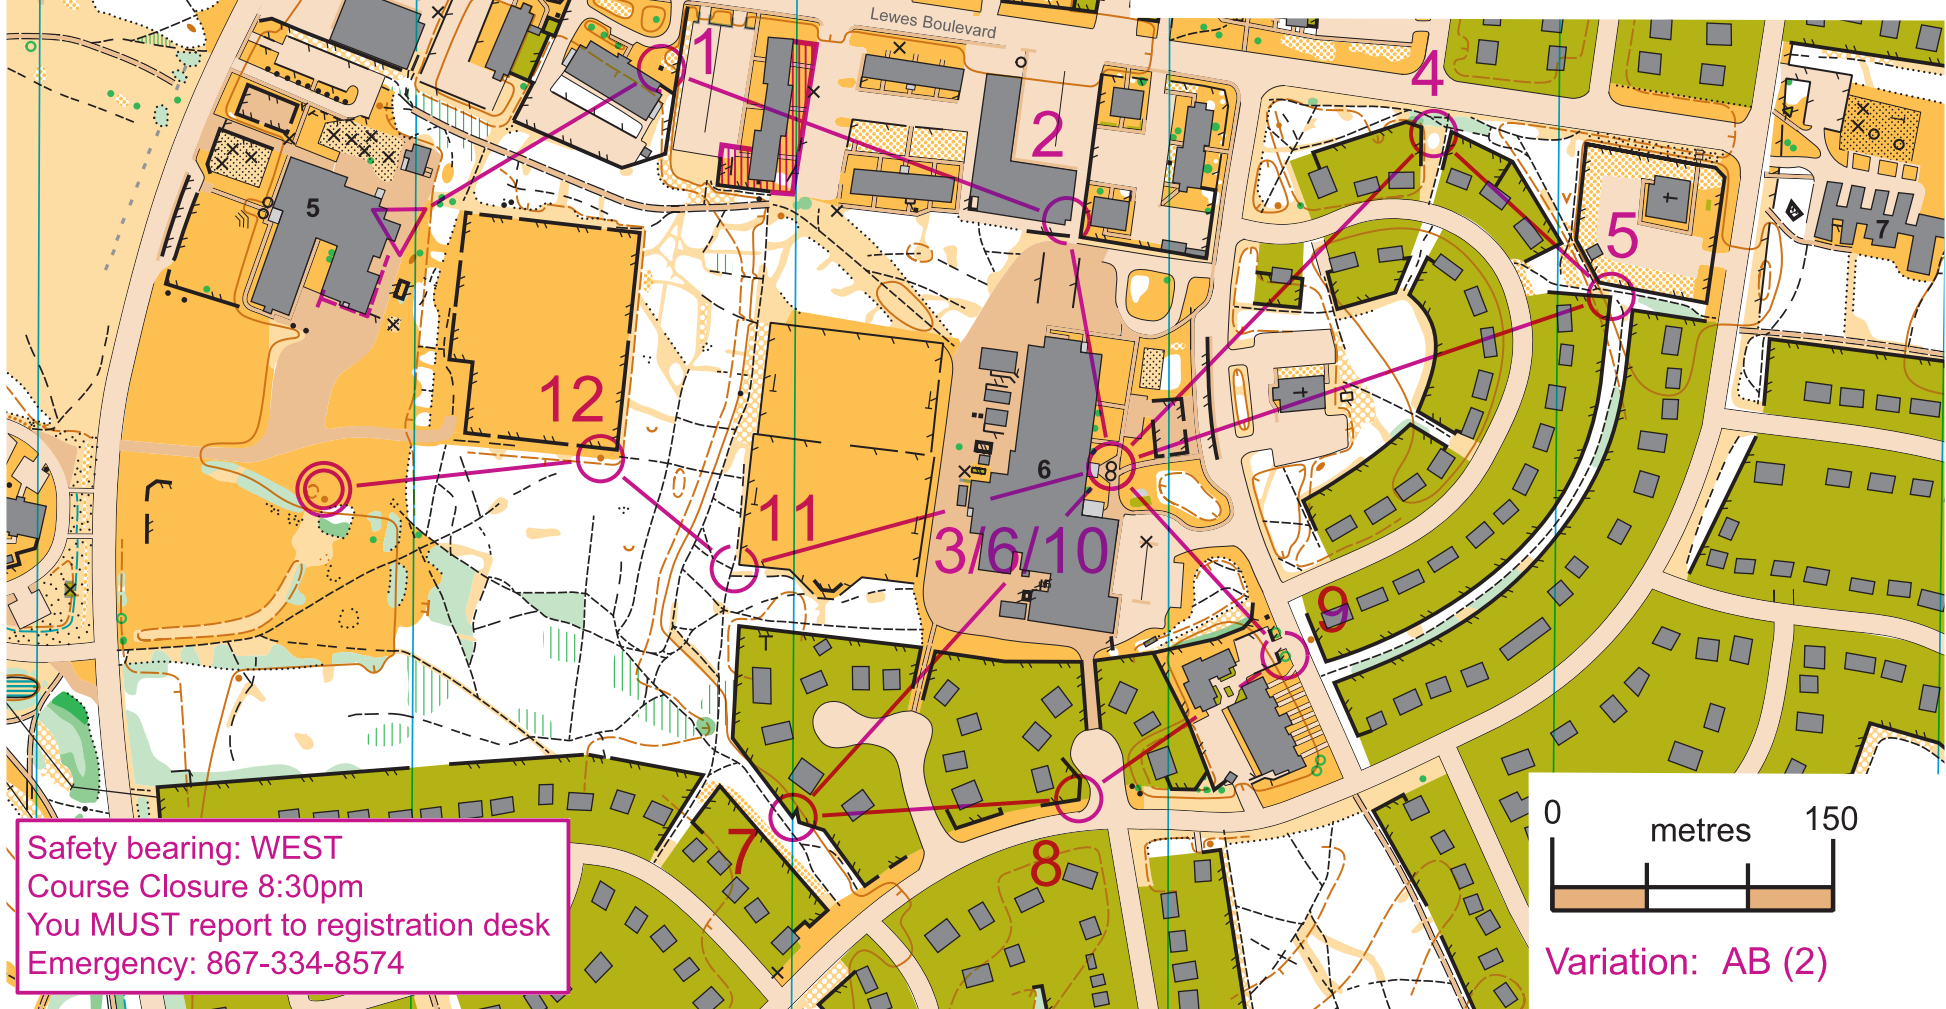 Lewes Boulevard
1
4
2
5
5
7
12
8
6
11
3/6/10
9
7
8
Safety bearing: WEST
Course Closure 8:30pm
You MUST report to registration desk
Emergency: 867-334-8574
0
metres
150
Variation: AB (2)